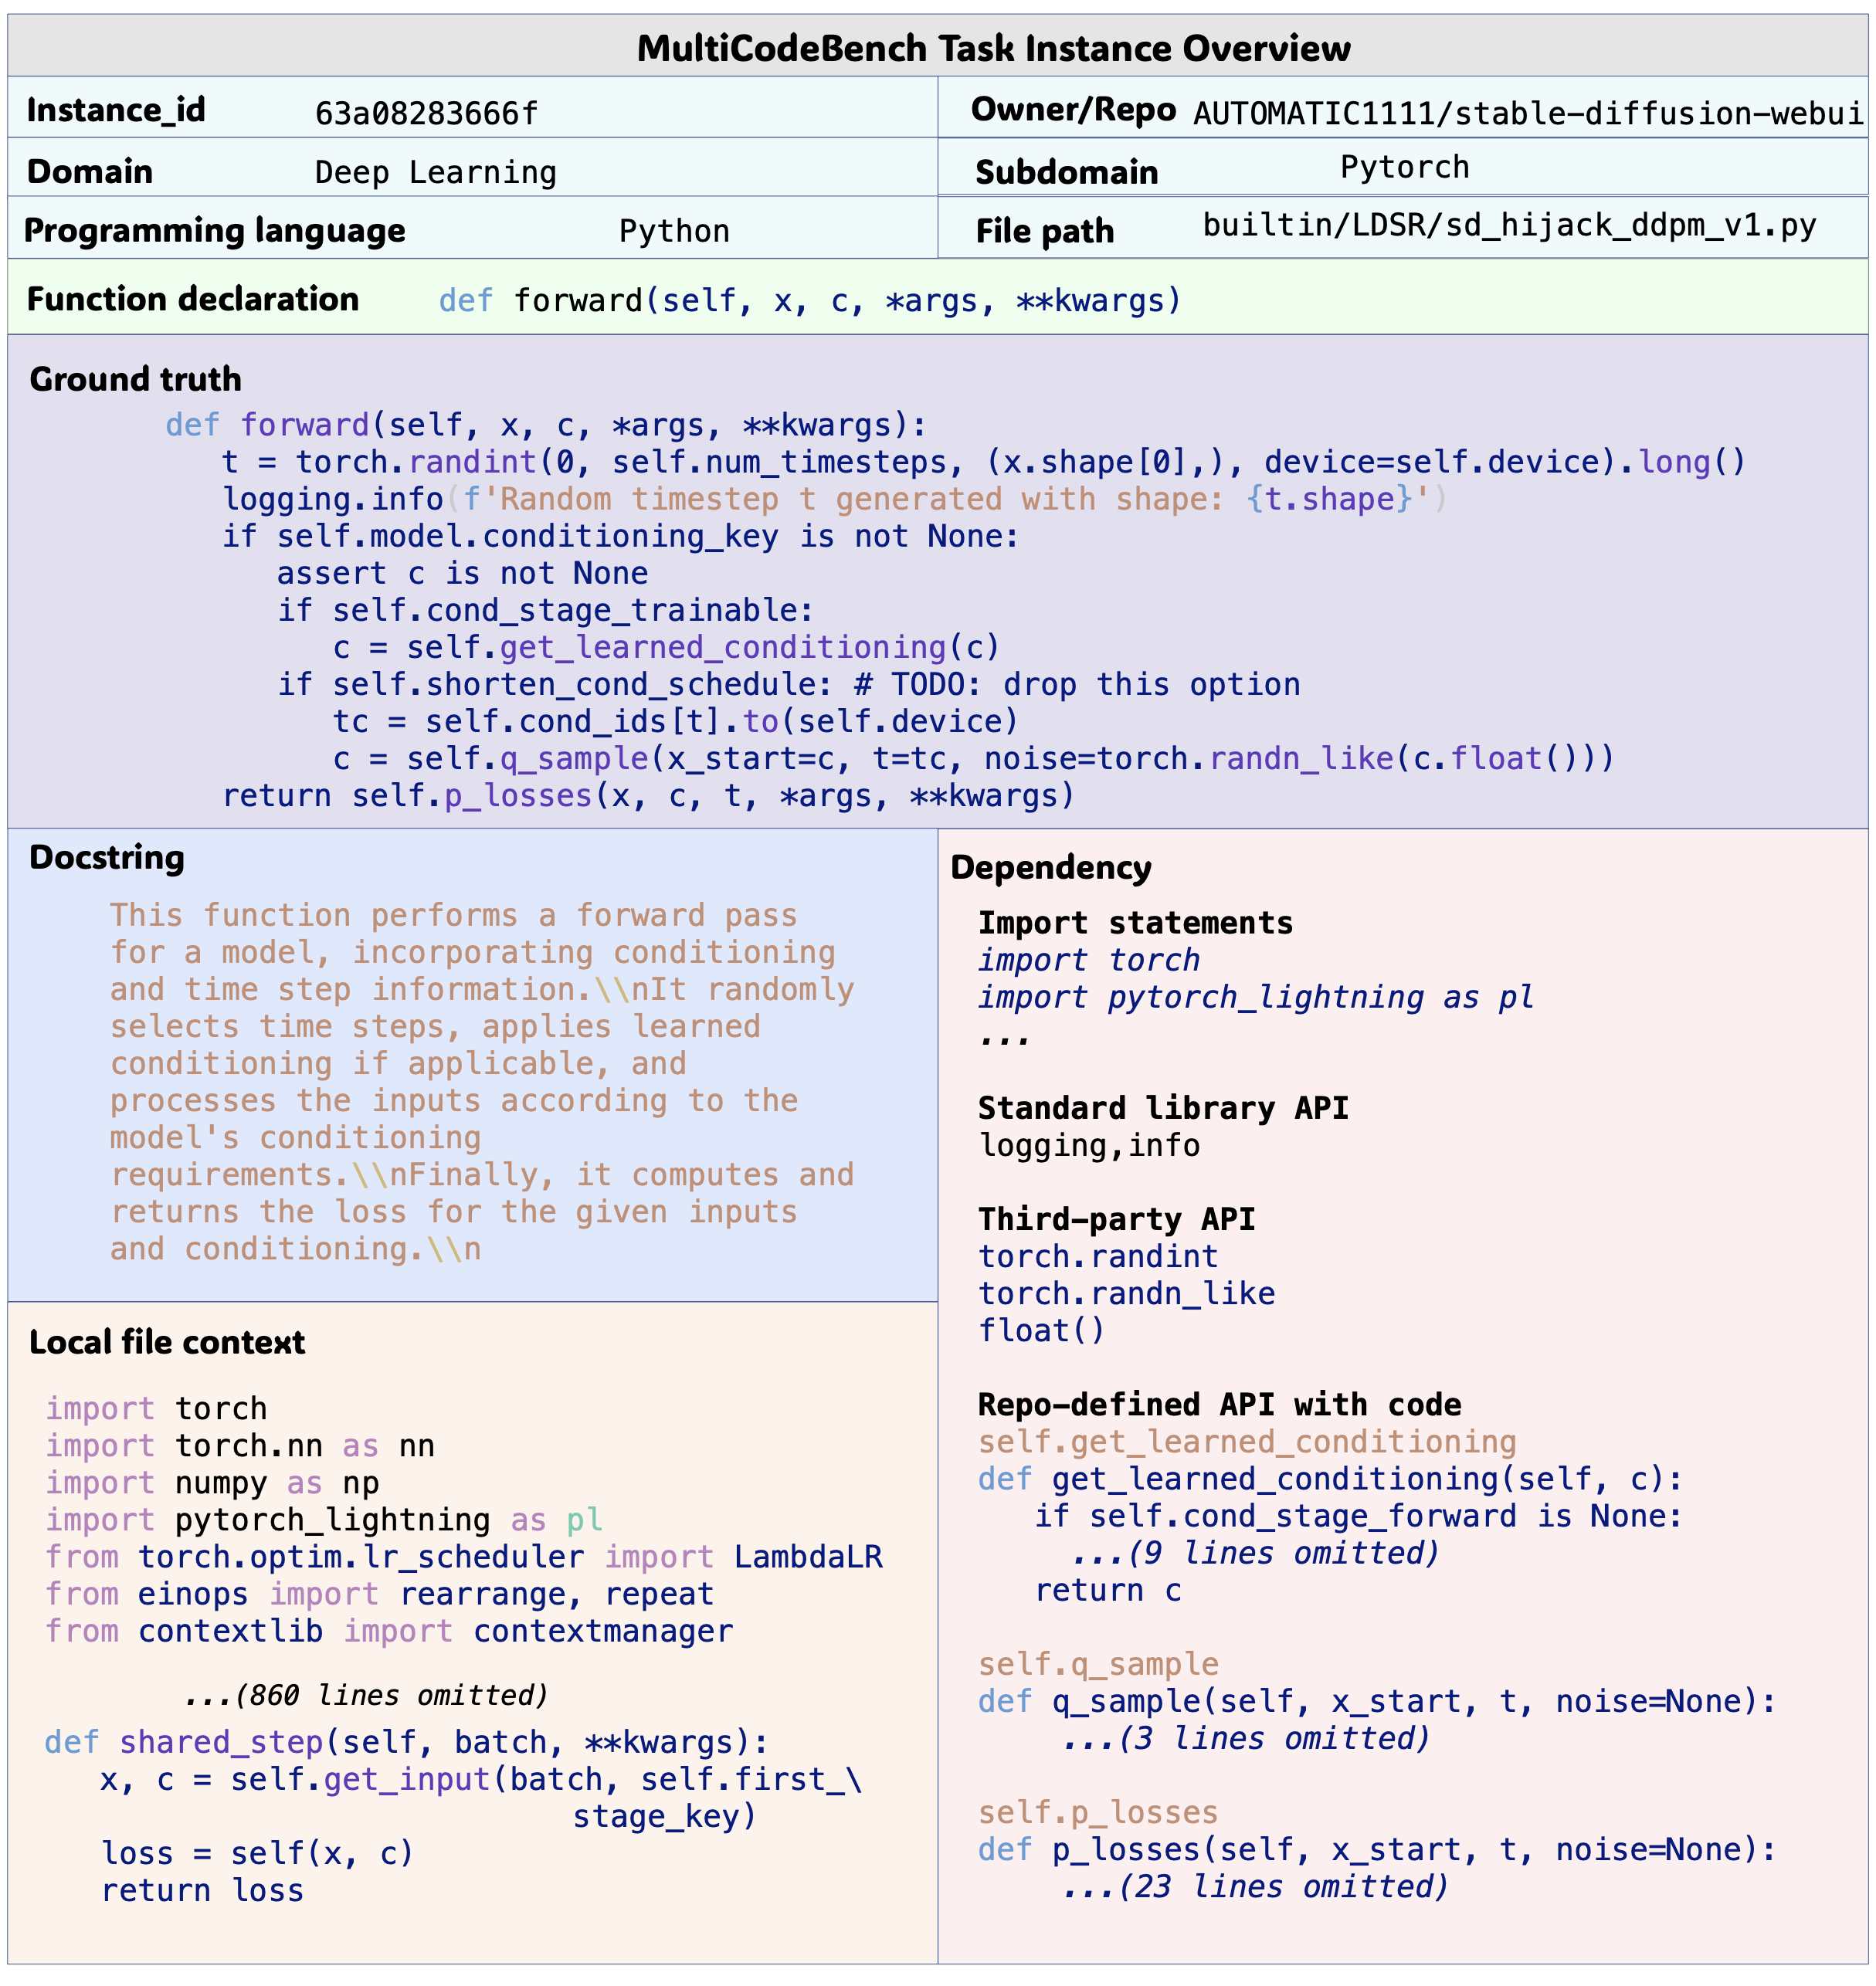 MultiCodeBench Task Instance Overview
Instance_id 63a08283666f
Owner/Repo AUTOMATIC1111/stable-diffusion-webui
Domain Deep Learning
Subdomain Pytorch
Programming language Python
File path builtin/LDSR/sd_hijack_ddpm_v1.py
Function declaration def forward(self, x, c, *args, **kwargs)
Ground truth
def forward(self, x, c, *args, **kwargs):
t = torch.randint(0, self.num_timesteps, (x.shape[0],), device=self.device).long()
logging.info(f'Random timestep t generated with shape: {t.shape}')
if self.model.conditioning_key is not None:
assert c is not None
if self.cond_stage_trainable:
c = self.get_learned_conditioning(c)
if self.shorten_cond_schedule: # TODO: drop this option
tc = self.cond_ids[t].to(self.device)
c = self.q_sample(x_start=c, t=tc, noise=torch.randn_like(c.float()))
return self.p_losses(x, c, t, *args, **kwargs)
Docstring
This function performs a forward pass
for a model, incorporating conditioning
and time step information.\\nIt randomly
selects time steps, applies learned
conditioning if applicable, and
processes the inputs according to the
model's conditioning
requirements.\\nFinally, it computes and
returns the loss for the given inputs
and conditioning.\\n
Local file context
import torch
import torch.nn as nn
import numpy as np
import pytorch_lightning as pl
from torch.optim.lr_scheduler import LambdaLR
from einops import rearrange, repeat
from contextlib import contextmanager
...(860 lines omitted)
def shared_step(self, batch, **kwargs):
x, c = self.get_input(batch, self.first_\
stage_key)
loss = self(x, c)
return loss
Dependency
Import statements
import torch
import pytorch_lightning as pl
...
Standard library API
logging,info
Third-party API
torch.randint
torch.randn_like
float()
Repo-defined API with code
self.get_learned_conditioning
def get_learned_conditioning(self, c):
if self.cond_stage_forward is None:
...(9 lines omitted)
return c
self.q_sample
def q_sample(self, x_start, t, noise=None):
...(3 lines omitted)
self.p_losses
def p_losses(self, x_start, t, noise=None):
...(23 lines omitted)